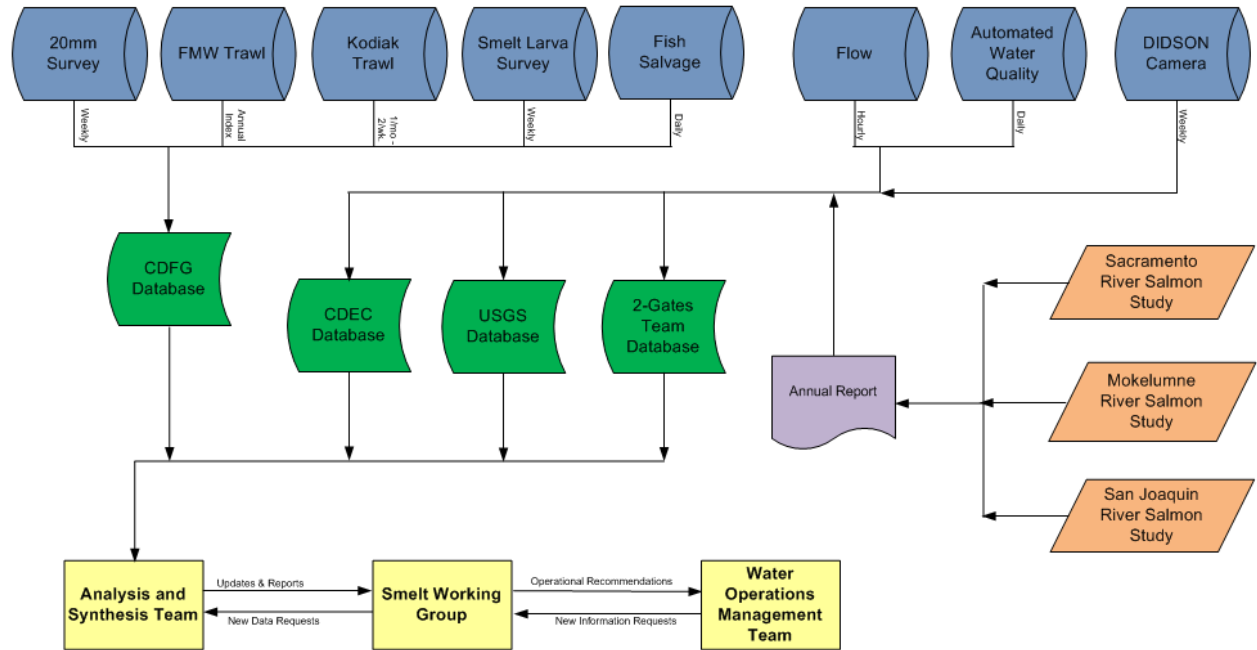 20mm
Survey
FMW Trawl
Kodiak
Trawl
Smelt Larva
Survey
Fish
Salvage
Flow
Automated
Water
Quality
DIDSON
Camera
Weekly
Annual
Index
1/mo -
2/wk.
Weekly
Daily
Hourly
Daily
Weekly
CDFG
Database
CDEC
Database
USGS
Database
2-Gates
Team
Database
Annual Report
Sacramento
River Salmon
Study
Mokelumne
River Salmon
Study
San Joaquin
River Salmon
Study
Analysis and
Synthesis Team
Updates & Reports
New Data Requests
Smelt Working
Group
Operational Recommendations
New Information Requests
Water
Operations
Management
Team